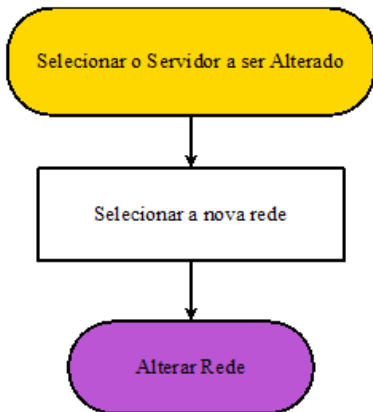 Selecionar o Servidor a ser Alterado
Selecionar a nova rede
Alterar Rede